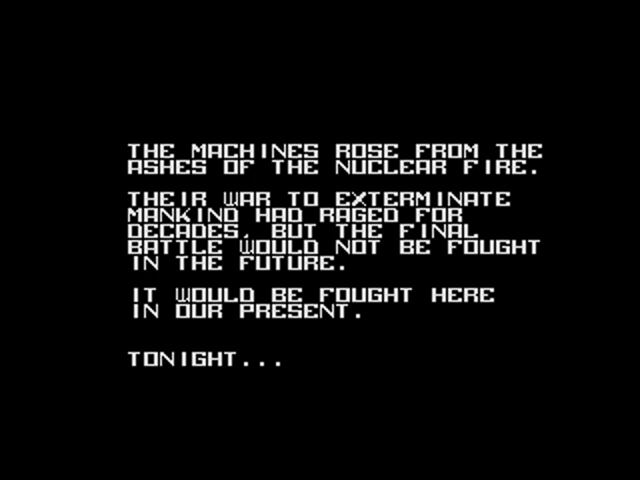 THE MACHINES ROSE FROM THE
ASHES OF THE NUCLEAR FIRE.
THEIR WAR TO EXTERMINATE
MANKIND HAD RAGED FOR
DECADES, BUT THE FINAL
BATTLE WOULD NOT BE FOUGHT
IN THE FUTURE.
IT WOULD BE FOUGHT HERE
IN OUR PRESENT.
TONIGHT...